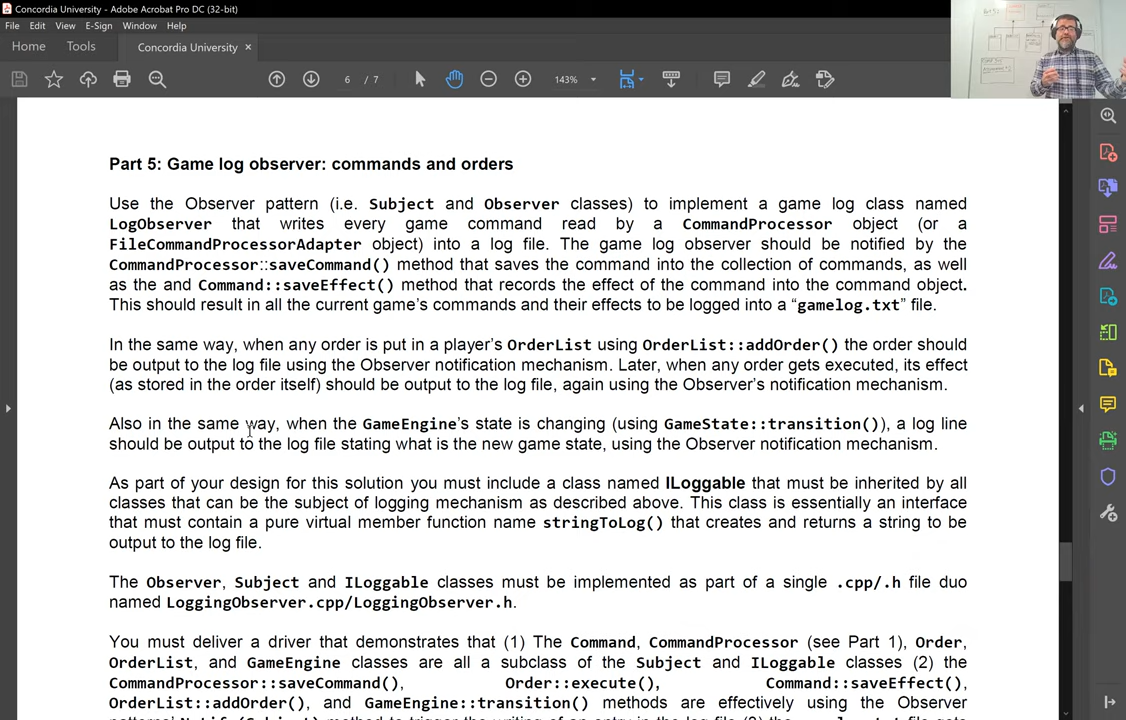 Concordia University - Adobe Acrobat Pro DC (32-bit)
File Edit View E-Sign Window Help
Home Tools Concordia University ×
6 / 7 143%
Part 5: Game log observer: commands and orders
Use the Observer pattern (i.e. Subject and Observer classes) to implement a game log class named
LogObserver that writes every game command read by a CommandProcessor object (or a
FileCommandProcessorAdapter object) into a log file. The game log observer should be notified by the
CommandProcessor::saveCommand() method that saves the command into the collection of commands, as well
as the and Command::saveEffect() method that records the effect of the command into the command object.
This should result in all the current game's commands and their effects to be logged into a “gamelog.txt” file.
In the same way, when any order is put in a player's OrderList using OrderList::addOrder() the order should
be output to the log file using the Observer notification mechanism. Later, when any order gets executed, its effect
(as stored in the order itself) should be output to the log file, again using the Observer's notification mechanism.
Also in the same way, when the GameEngine's state is changing (using GameState::transition()), a log line
should be output to the log file stating what is the new game state, using the Observer notification mechanism.
As part of your design for this solution you must include a class named ILoggable that must be inherited by all
classes that can be the subject of logging mechanism as described above. This class is essentially an interface
that must contain a pure virtual member function name stringToLog() that creates and returns a string to be
output to the log file.
The Observer, Subject and ILoggable classes must be implemented as part of a single .cpp/.h file duo
named LoggingObserver.cpp/LoggingObserver.h.
You must deliver a driver that demonstrates that (1) The Command, CommandProcessor (see Part 1), Order,
OrderList, and GameEngine classes are all a subclass of the Subject and ILoggable classes (2) the
CommandProcessor::saveCommand(), Order::execute(), Command::saveEffect(),
OrderList::addOrder(), and GameEngine::transition() methods are effectively using the Observer